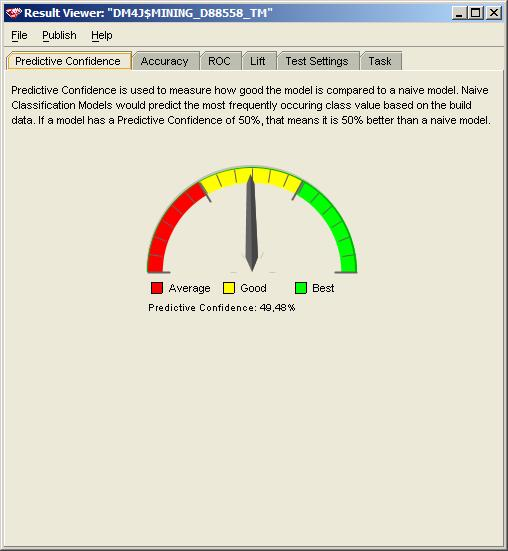 Result Viewer: "DM4J$MINING_D88558_TM"
File Publish Help
Predictive Confidence Accuracy ROC Lift Test Settings Task
Predictive Confidence is used to measure how good the model is compared to a naive model. Naive
Classification Models would predict the most frequently occuring class value based on the build
data. If a model has a Predictive Confidence of 50%, that means it is 50% better than a naive model.
Average Good Best
Predictive Confidence: 49,48%